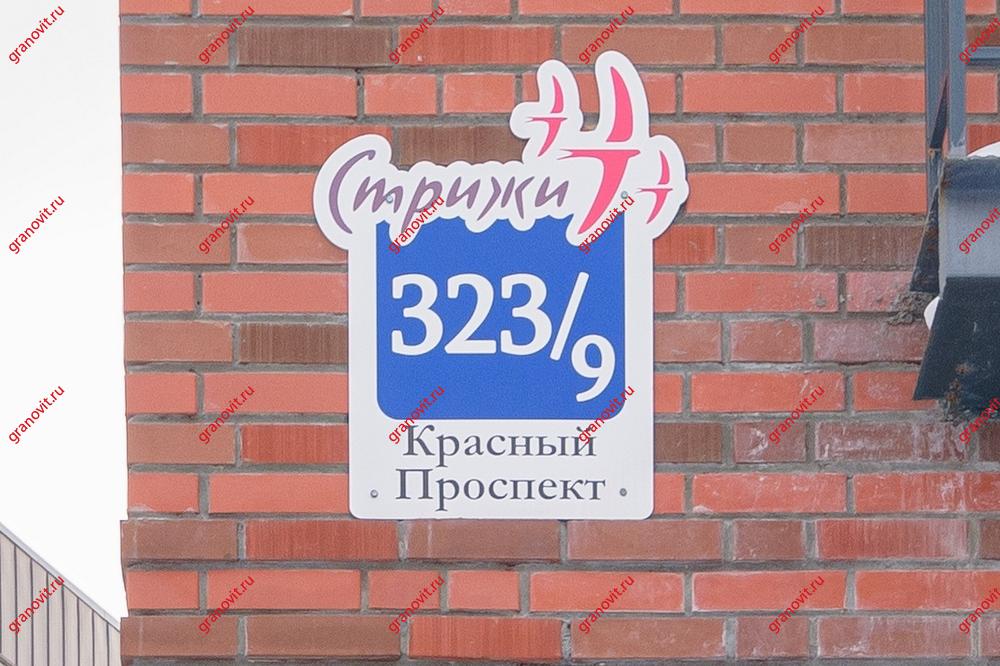 Стрижи
323/9
Красный
Проспект
granovit.ru